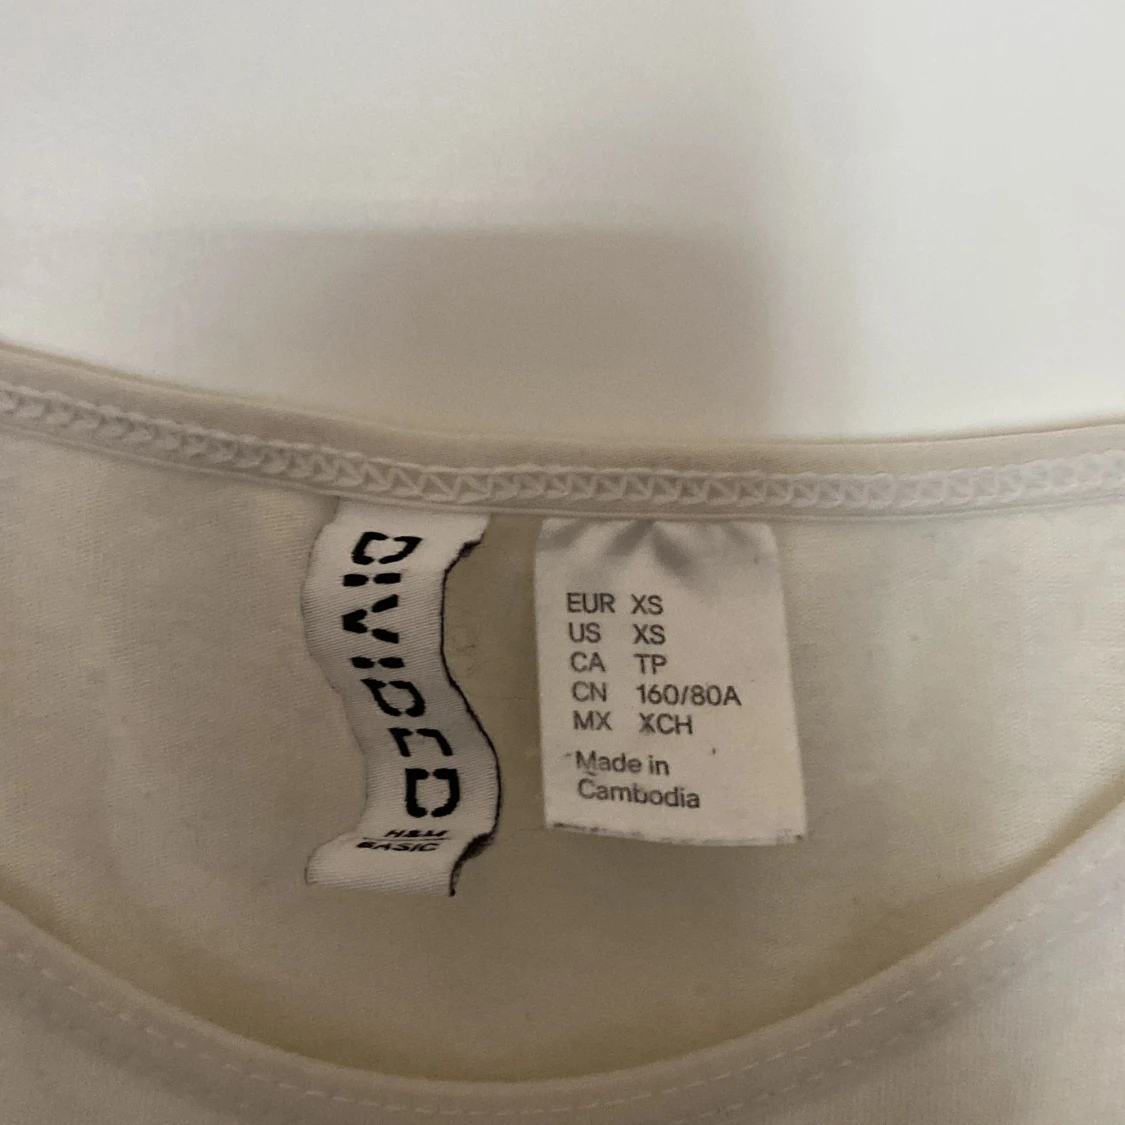 DIVIDED
H&M
BASIC
EUR XS
US XS
CA TP
CN 160/80A
MX XCH
Made in
Cambodia